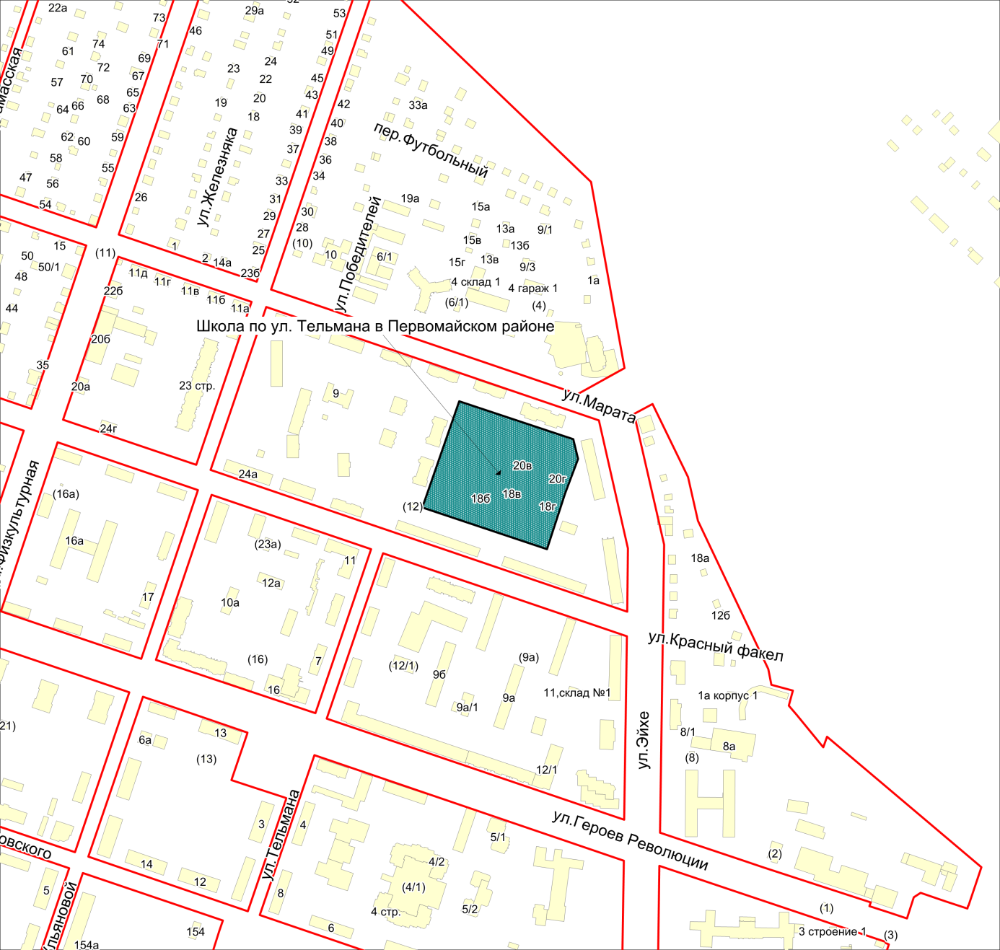 22а
73
46
29а
53
71
51
49
61
74
69
24
72
23
67
22
45
57
70
65
20
43
68
19
42
33а
64
66
63
18
41
40
62
60
59
39
38
пер.Футбольный
58
55
37
36
47
56
33
34
ул.Железняка
54
26
31
19а
15а
29
30
ул.Победителей
28
13а
9/1
15
1
27
(10)
15в
13б
50
(11)
2
14а
25
10
6/1
15г
13в
9/3
50/1
48
11д
11г
23б
4 склад 1
1а
22б
11в
11б
4 гараж 1
44
11а
(6/1)
(4)
Школа по ул. Тельмана в Первомайском районе
20б
35
20а
23 стр.
9
ул.Марата
24г
24а
20в
20г
(16а)
18б
18в
18г
(12)
16а
(23а)
11
18а
12а
17
10а
12б
ул.Красный факел
(16)
7
(12/1)
9б
(9а)
16
9а
11,склад №1
1а корпус 1
9а/1
21)
6а
13
8/1
8а
ул.Эйхе
(13)
12/1
(8)
3
4
ул.Тельмана
ул.Героев Революции
5/1
(2)
14
4/2
5
12
8
(4/1)
5/2
4 стр.
(1)
6
154
154а
3 строение 1
(3)